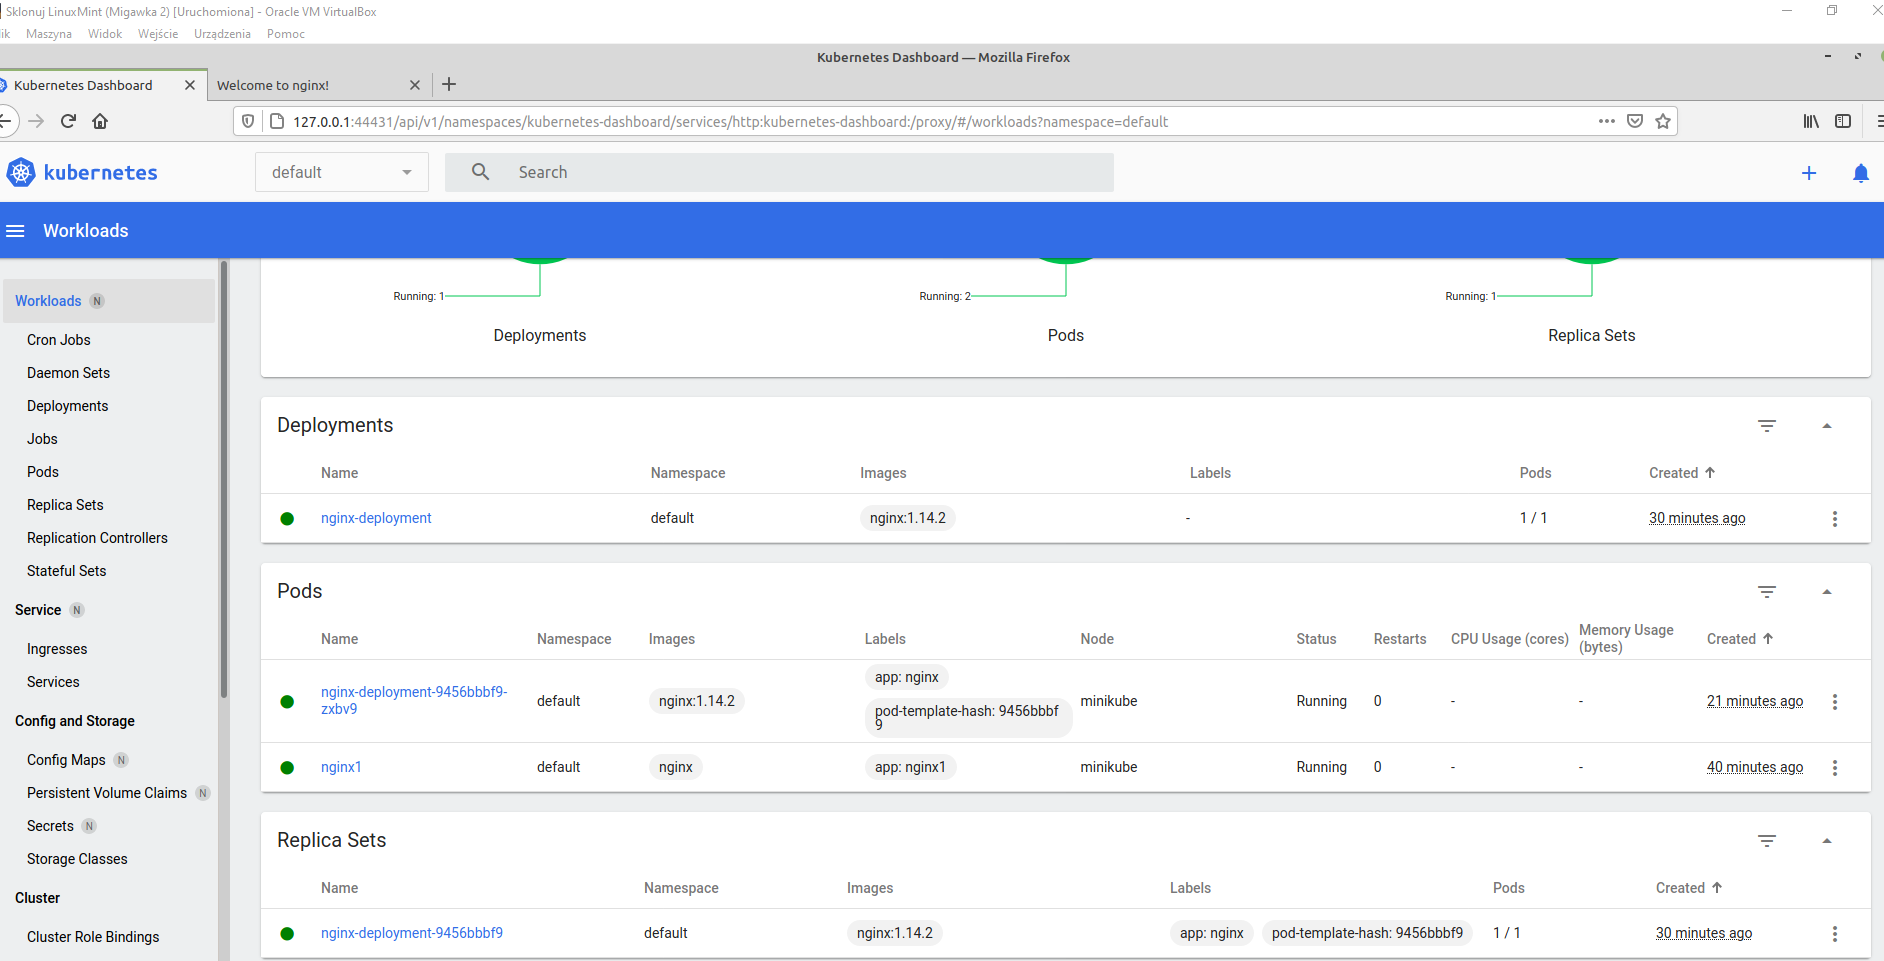 Sklonuj LinuxMint (Migawka 2) [Uruchomiona] - Oracle VM VirtualBox
ik Maszyna Widok Wejście Urządzenia Pomoc
Kubernetes Dashboard — Mozilla Firefox
Kubernetes Dashboard Welcome to nginx!
127.0.0.1:44431/api/v1/namespaces/kubernetes-dashboard/services/http:kubernetes-dashboard:/proxy/#/workloads?namespace=default
kubernetes default Search
Workloads
Workloads N
Cron Jobs
Daemon Sets
Deployments
Jobs
Pods
Replica Sets
Replication Controllers
Stateful Sets
Service N
Ingresses
Services
Config and Storage
Config Maps N
Persistent Volume Claims N
Secrets N
Storage Classes
Cluster
Cluster Role Bindings
Running: 1 Running: 2 Running: 1
Deployments Pods Replica Sets
Deployments
Name Namespace Images Labels Pods Created
nginx-deployment default nginx:1.14.2 - 1 / 1 30 minutes ago
Pods
Name Namespace Images Labels Node Status Restarts CPU Usage (cores) Memory Usage
(bytes) Created
app: nginx
nginx-deployment-9456bbbf9-
zxbv9 default nginx:1.14.2 pod-template-hash: 9456bbbf
9 minikube Running 0 - - 21 minutes ago
nginx1 default nginx app: nginx1 minikube Running 0 - - 40 minutes ago
Replica Sets
Name Namespace Images Labels Pods Created
nginx-deployment-9456bbbf9 default nginx:1.14.2 app: nginx pod-template-hash: 9456bbbf9 1 / 1 30 minutes ago